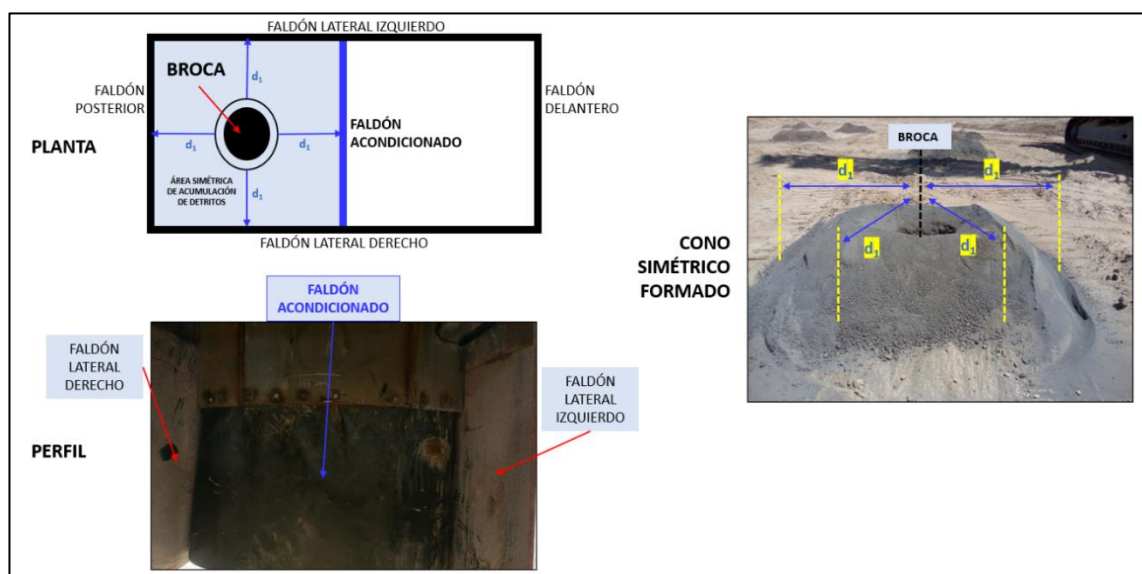 FALDÓN LATERAL IZQUIERDO
BROCA
d₁
FALDÓN
POSTERIOR
FALDÓN
DELANTERO
FALDÓN
ACONDICIONADO
PLANTA
d₁
d₁
ÁREA SIMÉTRICA
DE ACUMULACIÓN
DE DETRITOS
d₁
FALDÓN LATERAL DERECHO
FALDÓN
ACONDICIONADO
FALDÓN
LATERAL
DERECHO
FALDÓN
LATERAL
IZQUIERDO
PERFIL
BROCA
d₁
d₁
d₁
d₁
CONO
SIMÉTRICO
FORMADO